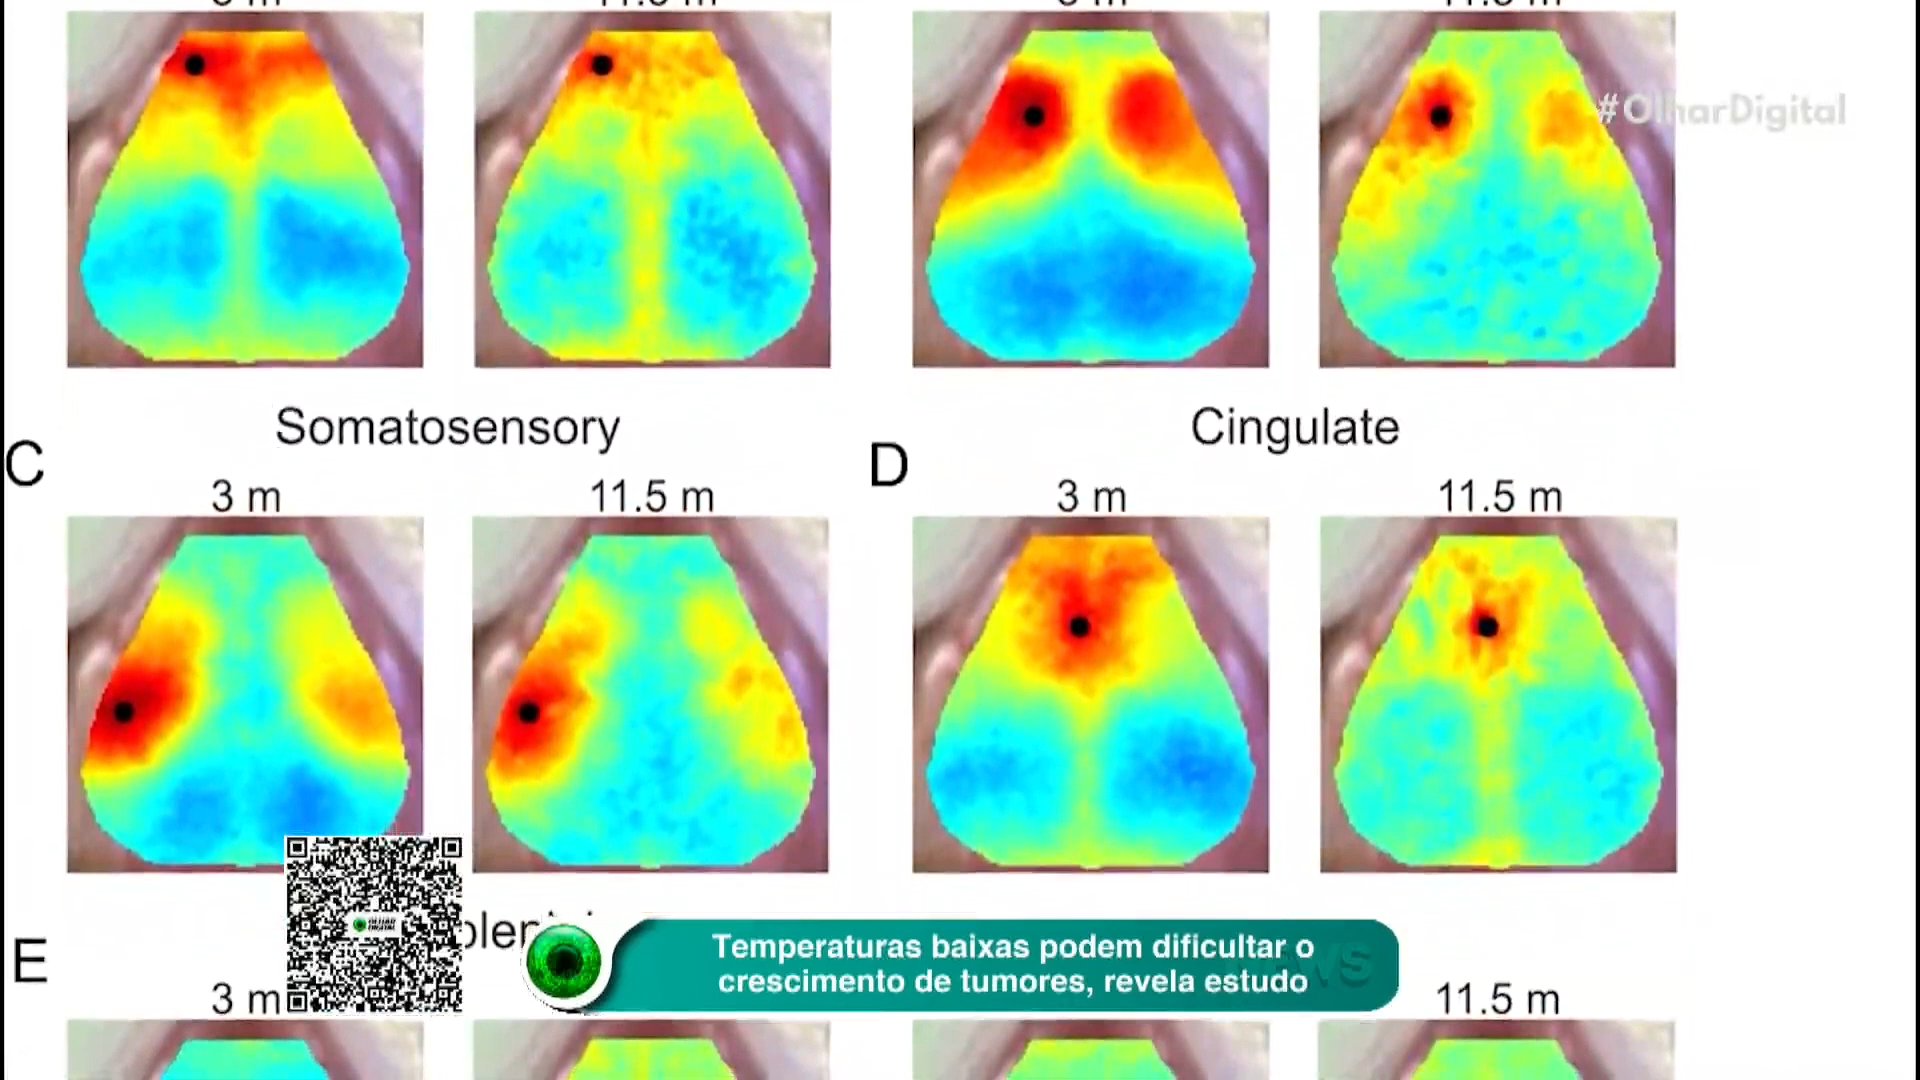 #OlharDigital
Somatosensory
Cingulate
C
D
3 m
11.5 m
3 m
11.5 m
E
Temperaturas baixas podem dificultar o
crescimento de tumores, revela estudo
3 m
11.5 m